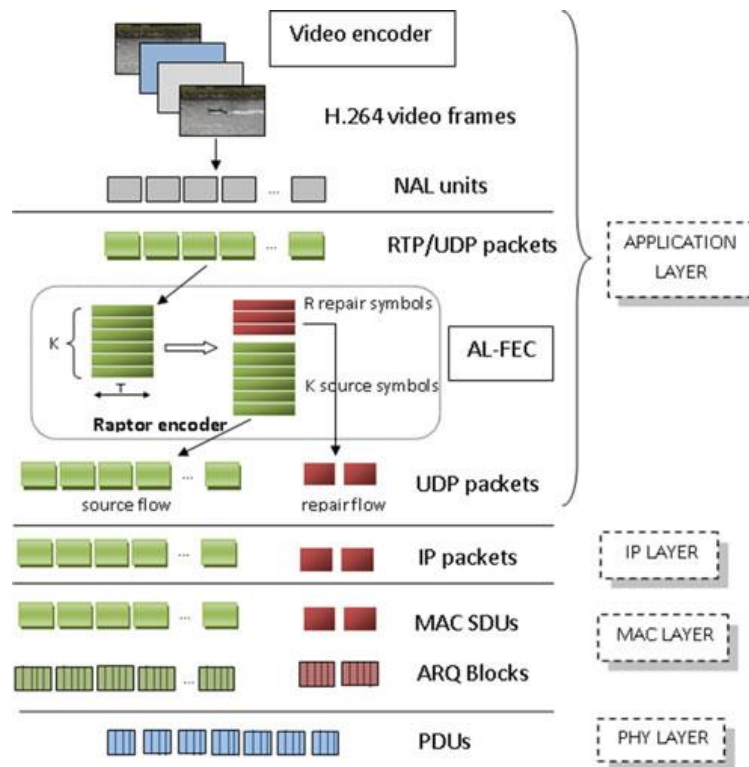 Video encoder
H.264 video frames
NAL units
...
RTP/UDP packets
...
APPLICATION
LAYER
R repair symbols
K
AL-FEC
K source symbols
T
Raptor encoder
...
UDP packets
source flow
repair flow
...
IP packets
IP LAYER
...
MAC SDUs
MAC LAYER
...
ARQ Blocks
PDUs
PHY LAYER